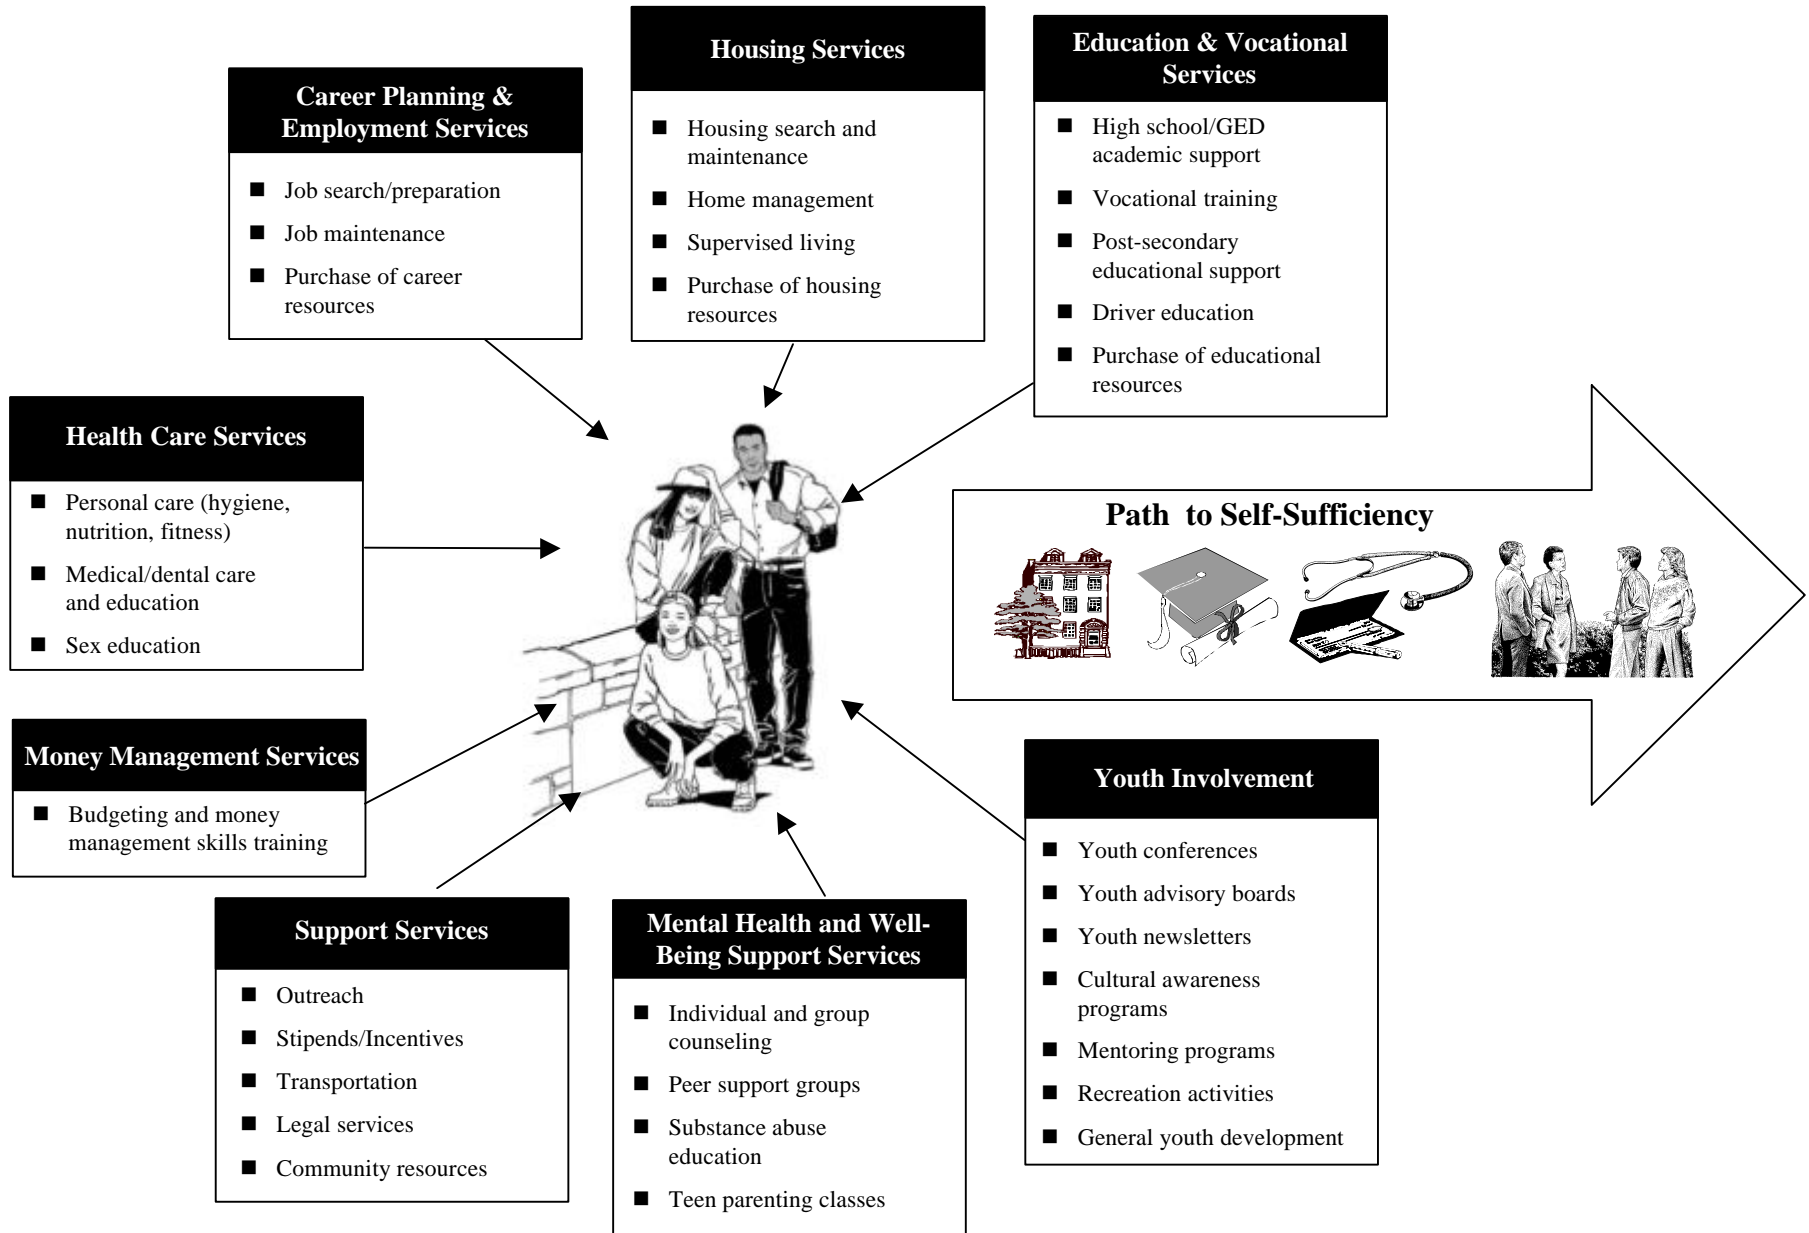 Career Planning &
Employment Services
■ Job search/preparation
■ Job maintenance
■ Purchase of career
resources
Housing Services
■ Housing search and
maintenance
■ Home management
■ Supervised living
■ Purchase of housing
resources
Education & Vocational
Services
■ High school/GED
academic support
■ Vocational training
■ Post-secondary
educational support
■ Driver education
■ Purchase of educational
resources
Health Care Services
■ Personal care (hygiene,
nutrition, fitness)
■ Medical/dental care
and education
■ Sex education
Path to Self-Sufficiency
Money Management Services
■ Budgeting and money
management skills training
Support Services
■ Outreach
■ Stipends/Incentives
■ Transportation
■ Legal services
■ Community resources
Mental Health and Well-
Being Support Services
■ Individual and group
counseling
■ Peer support groups
■ Substance abuse
education
■ Teen parenting classes
Youth Involvement
■ Youth conferences
■ Youth advisory boards
■ Youth newsletters
■ Cultural awareness
programs
■ Mentoring programs
■ Recreation activities
■ General youth development